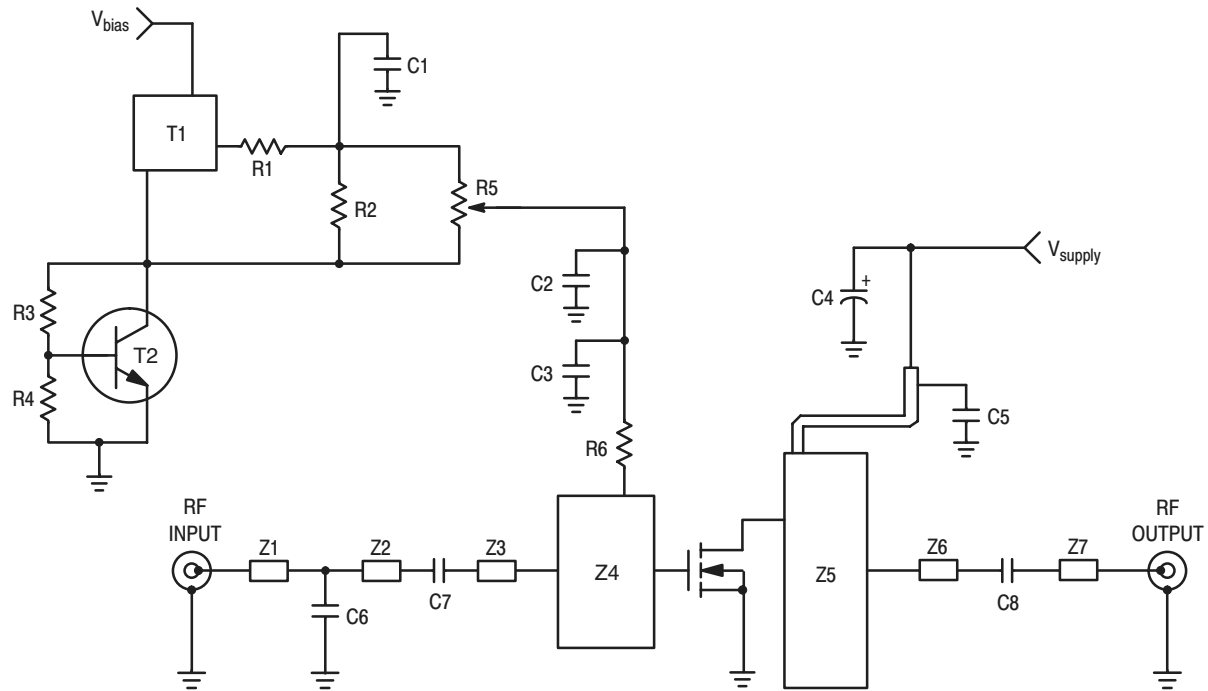 Vbias
C1
T1
R1
R2
R5
Vsupply
C2
C4
+
R3
T2
C3
R4
C5
R6
RF
INPUT
RF
OUTPUT
Z1
Z2
Z3
Z4
Z5
Z6
Z7
C7
C8
C6